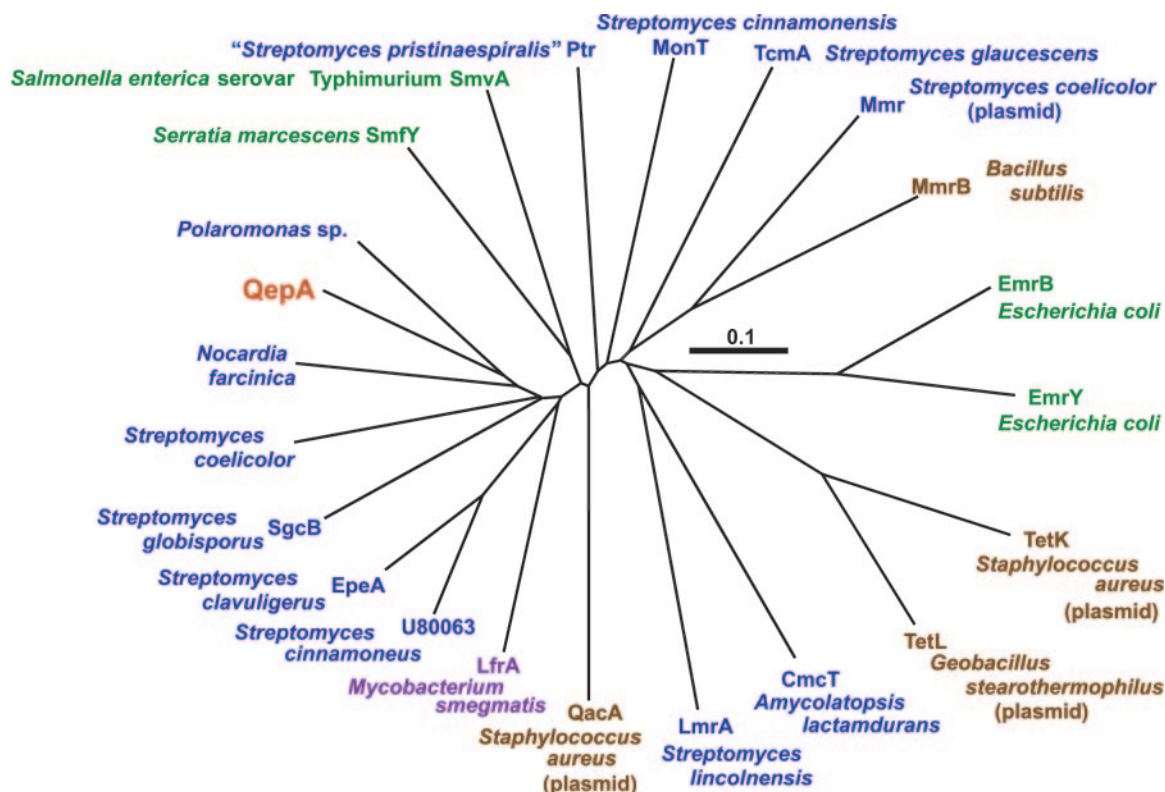 Streptomyces cinnamonensis
"Streptomyces pristinaespiralis" Ptr
MonT
TcmA Streptomyces glaucescens
Salmonella enterica serovar Typhimurium SmvA
Mmr Streptomyces coelicolor
(plasmid)
Serratia marcescens SmfY
MmrB Bacillus
subtilis
Polaromonas sp.
QepA
EmrB
Escherichia coli
0.1
Nocardia
farcinica
EmrY
Escherichia coli
Streptomyces
coelicolor
Streptomyces
globisporus SgcB
TetK
Staphylococcus
aureus
(plasmid)
Streptomyces
clavuligerus EpeA
Streptomyces
cinnamoneus
U80063
TetL
Geobacillus
stearothermophilus
(plasmid)
LfrA
Mycobacterium
smegmatis
CmcT
Amycolatopsis
lactamdurans
QacA
Staphylococcus
aureus
(plasmid)
LmrA
Streptomyces
lincolnensis